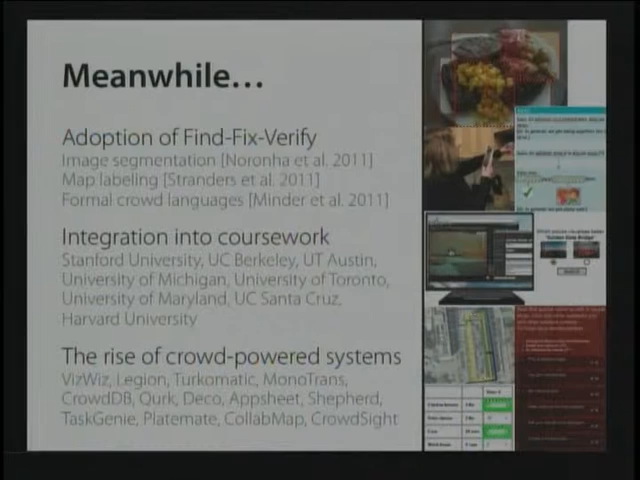 Meanwhile...
Adoption of Find-Fix-Verify
Image segmentation [Noronha et al. 2011]
Map labeling [Stranders et al. 2011]
Formal crowd languages [Minder et al. 2011]
Integration into coursework
Stanford University, UC Berkeley, UT Austin,
University of Michigan, University of Toronto,
University of Maryland, UC Santa Cruz,
Harvard University
The rise of crowd-powered systems
VizWiz, Legion, Turkomatic, MonoTrans,
CrowdDB, Qurk, Deco, Appsheet, Shepherd,
TaskGenie, Platemate, CollabMap, CrowdSight